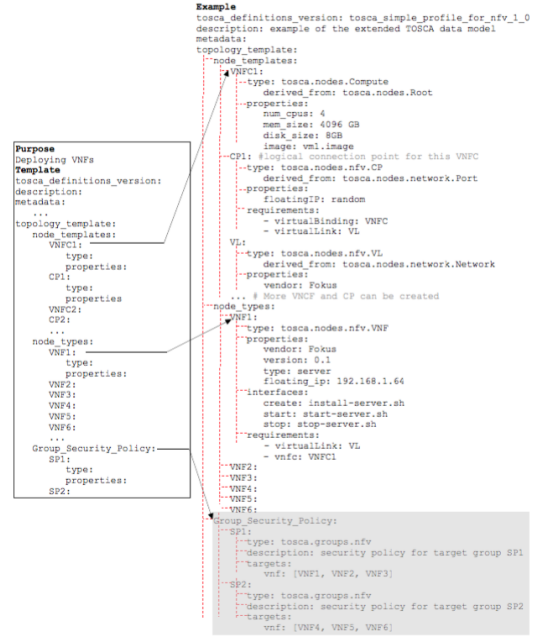 Purpose
Deploying VNFs
Template
tosca_definitions_version:
description:
metadata:
...
topology_template:
node_templates:
VNFC1:
type:
properties:
CP1:
type:
properties
VNFC2:
CP2:
...
node_types:
VNF1:
type:
properties:
VNF2:
VNF3:
VNF4:
VNF5:
VNF6:
...
Group_Security_Policy:
SP1:
type:
properties:
SP2:
Example
tosca_definitions_version: tosca_simple_profile_for_nfv_1_0
description: example of the extended TOSCA data model
metadata:
topology_template:
node_templates:
VNFC1:
type: tosca.nodes.Compute
derived_from: tosca.nodes.Root
properties:
num_cpus: 4
mem_size: 4096 GB
disk_size: 8GB
image: vm1.image
CP1: #logical connection point for this VNFC
type: tosca.nodes.nfv.CP
derived_from: tosca.nodes.network.Port
properties:
floatingIP: random
requirements:
- virtualBinding: VNFC
- virtualLink: VL
VL:
type: tosca.nodes.nfv.VL
derived_from: tosca.nodes.network.Network
properties:
vendor: Fokus
... # More VNCF and CP can be created
node_types:
VNF1:
type: tosca.nodes.nfv.VNF
properties:
vendor: Fokus
version: 0.1
type: server
floating_ip: 192.168.1.64
interfaces:
create: install-server.sh
start: start-server.sh
stop: stop-server.sh
requirements:
- virtualLink: VL
- vnfc: VNFC1
VNF2:
VNF3:
VNF4:
VNF5:
VNF6:
Group_Security_Policy:
SP1:
type: tosca.groups.nfv
description: security policy for target group SP1
targets:
vnf: [VNF1, VNF2, VNF3]
SP2:
type: tosca.groups.nfv
description: security policy for target group SP2
targets:
vnf: [VNF4, VNF5, VNF6]